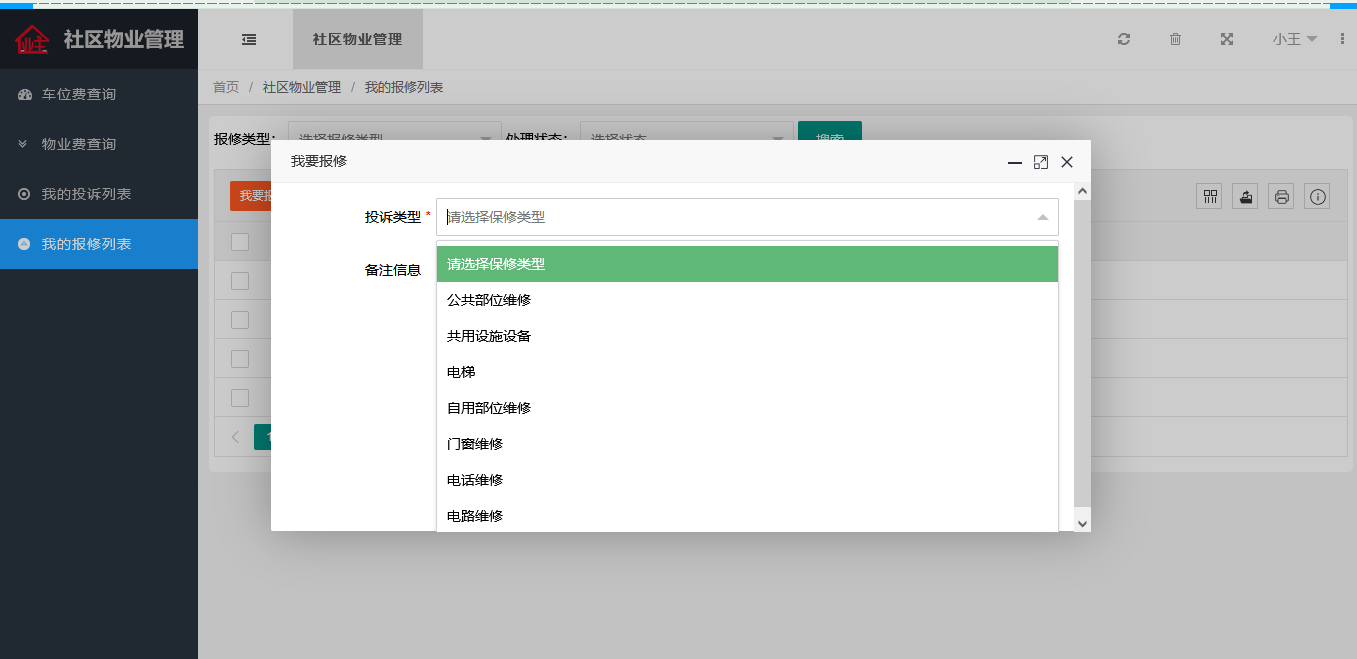 业主
社区物业管理
社区物业管理
小王
车位费查询
物业费查询
我的投诉列表
我的报修列表
首页 / 社区物业管理 / 我的报修列表
报修类型：
选择报修类型
处理状态：
选择状态
搜索
我要报
我要报修
投诉类型 *
请选择保修类型
备注信息
请选择保修类型
公共部位维修
共用设施设备
电梯
自用部位维修
门窗维修
电话维修
电路维修